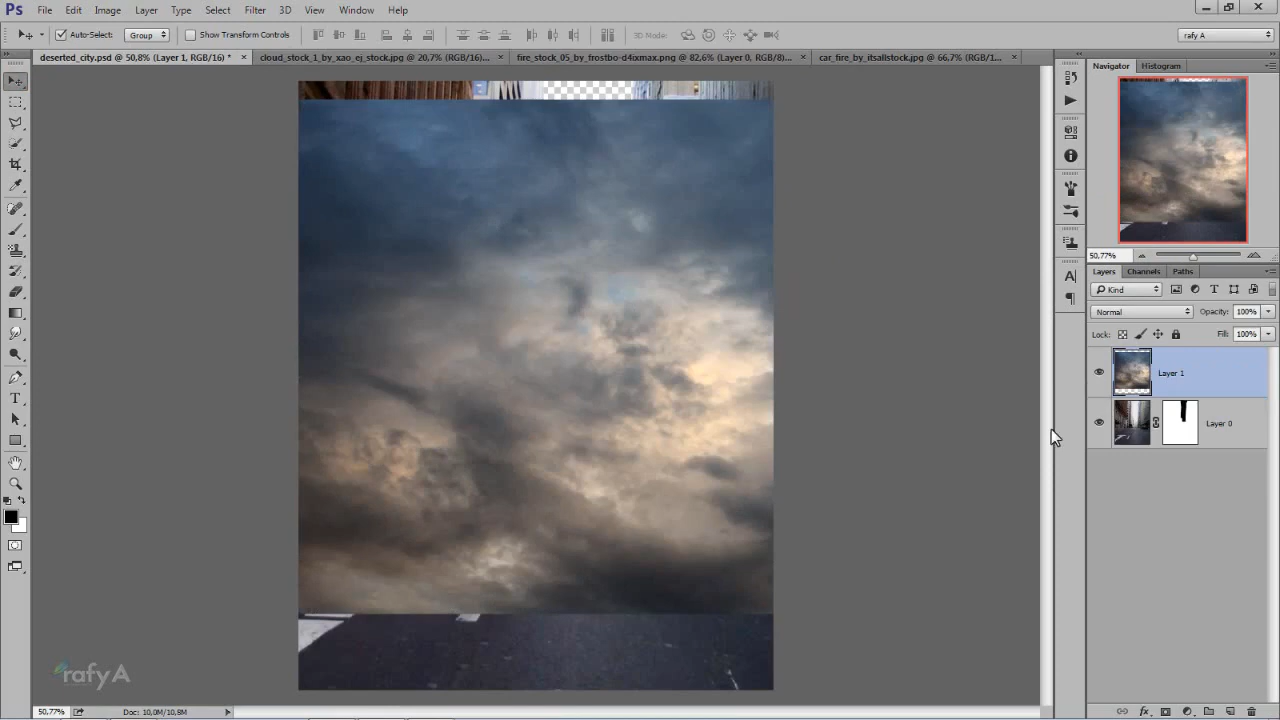 Ps File Edit Image Layer Type Select Filter 3D View Window Help
Auto-Select: Group Show Transform Controls 3D Mode: rafy A
deserted_city.psd @ 50,8% (Layer 1, RGB/16) * × cloud_stock_1_by_xao_ej_stock.jpg @ 20,7% (RGB/16)... × fire_stock_05_by_frostbo-d4ixmax.png @ 82,6% (Layer 0, RGB/8)... × car_fire_by_itsallstock.jpg @ 66,7% (RGB/1... ×
Navigator Histogram
50,77%
Layers Channels Paths
Kind
Normal Opacity: 100%
Lock: Fill: 100%
Layer 1
Layer 0
rafy A
50,77% Doc: 10,0M/10,8M